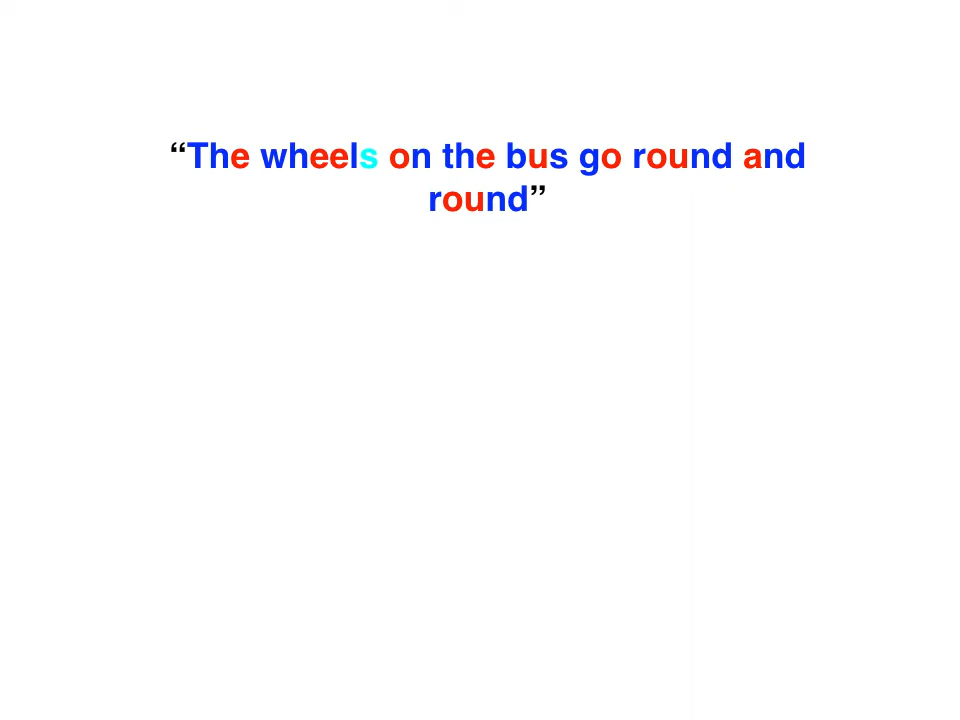 “The wheels on the bus go round and
round”